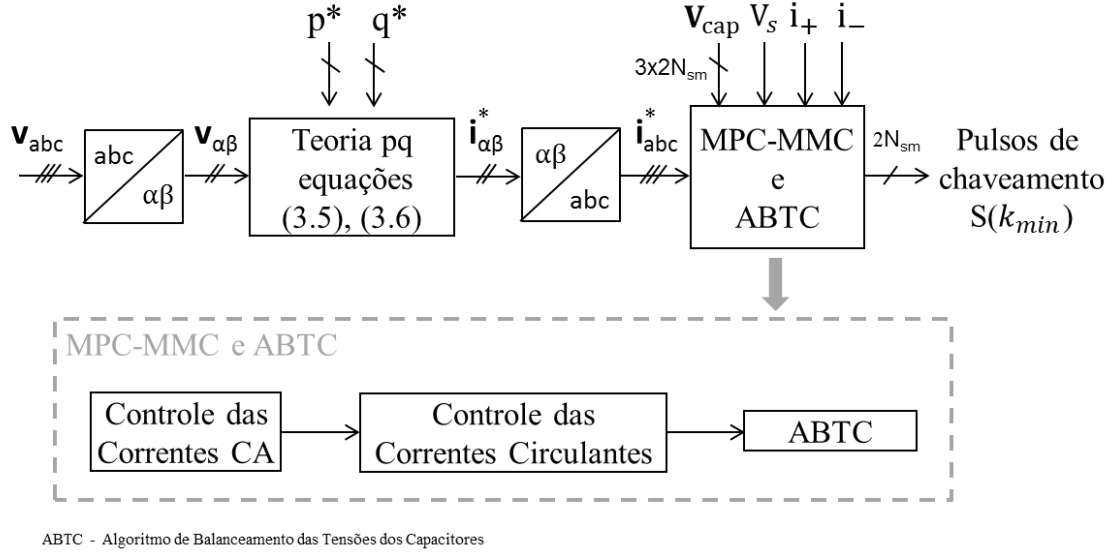 p* q* V_cap V_s i_+ i_−
3x2N_sm
v_abc abc αβ v_αβ Teoria pq i*_αβ αβ abc i*_abc MPC-MMC 2N_sm Pulsos de
equações e chaveamento
(3.5), (3.6) ABTC S(k_min)
MPC-MMC e ABTC
Controle das
Correntes CA
Controle das
Correntes Circulantes
ABTC
ABTC - Algoritmo de Balanceamento das Tensões dos Capacitores